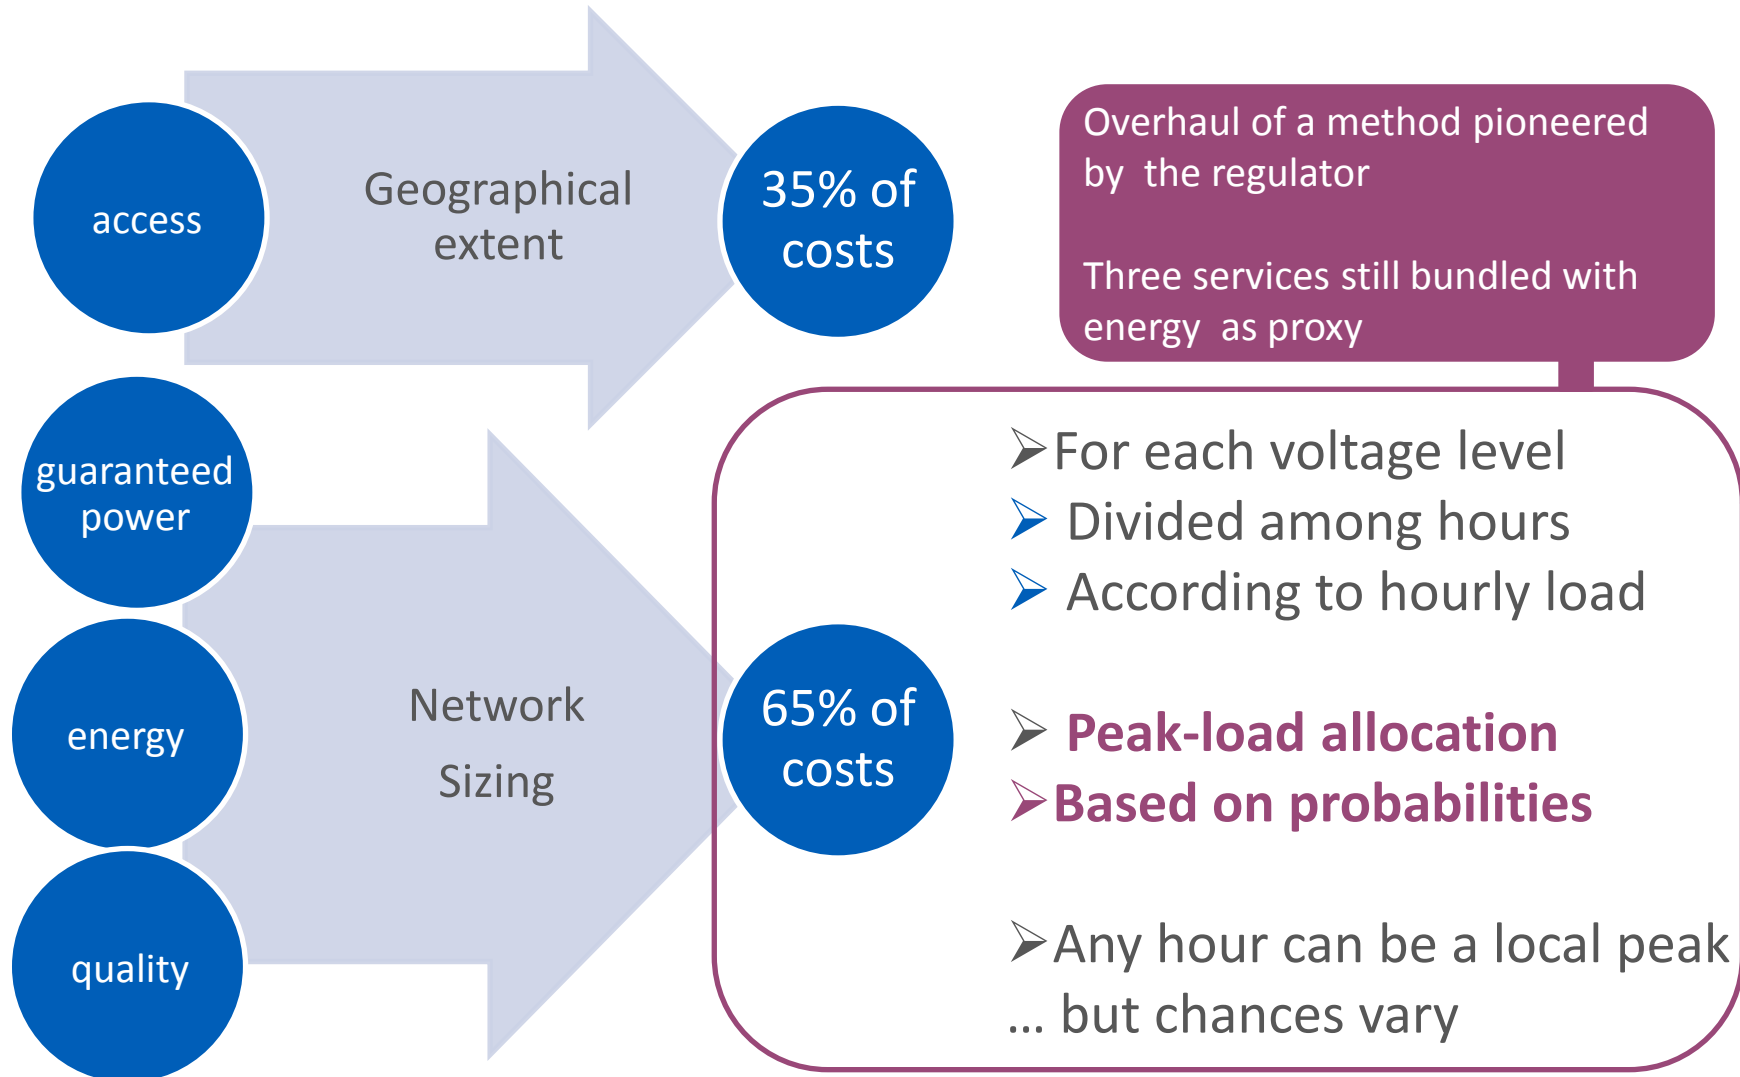 access
Geographical
extent
35% of
costs
Overhaul of a method pioneered
by the regulator
Three services still bundled with
energy as proxy
guaranteed
power
energy
quality
Network
Sizing
65% of
costs
➢For each voltage level
➢ Divided among hours
➢ According to hourly load
➢ Peak-load allocation
➢Based on probabilities
➢Any hour can be a local peak
... but chances vary